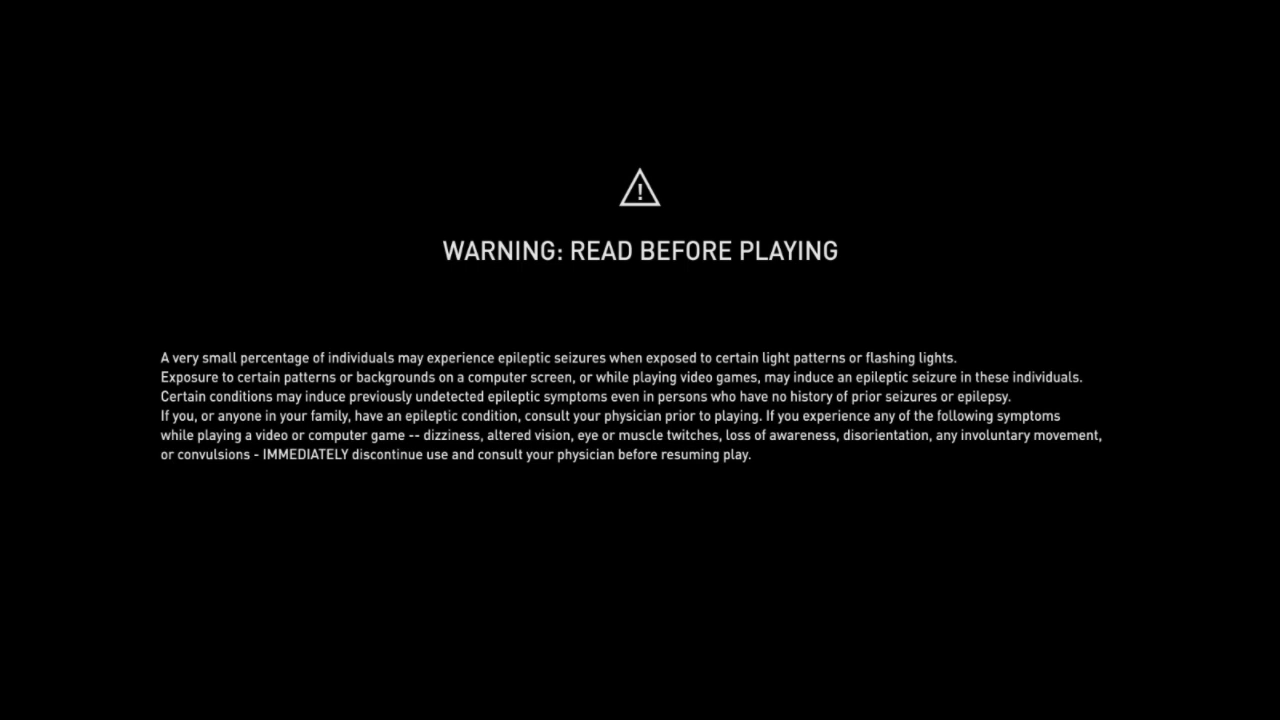 WARNING: READ BEFORE PLAYING
A very small percentage of individuals may experience epileptic seizures when exposed to certain light patterns or flashing lights.
Exposure to certain patterns or backgrounds on a computer screen, or while playing video games, may induce an epileptic seizure in these individuals.
Certain conditions may induce previously undetected epileptic symptoms even in persons who have no history of prior seizures or epilepsy.
If you, or anyone in your family, have an epileptic condition, consult your physician prior to playing. If you experience any of the following symptoms
while playing a video or computer game -- dizziness, altered vision, eye or muscle twitches, loss of awareness, disorientation, any involuntary movement,
or convulsions - IMMEDIATELY discontinue use and consult your physician before resuming play.